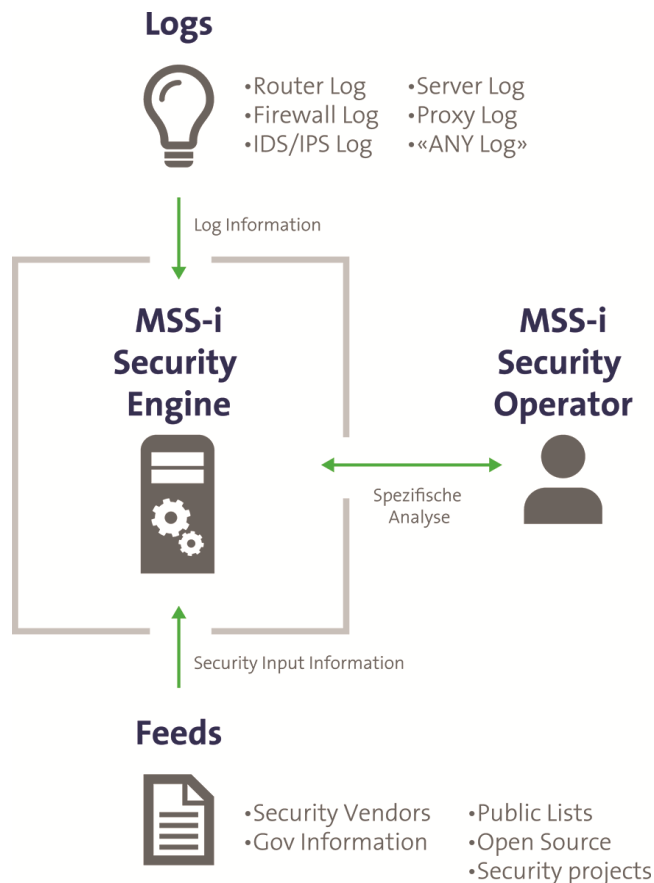 Logs
•Router Log
•Firewall Log
•IDS/IPS Log
•Server Log
•Proxy Log
•«ANY Log»
Log Information
MSS-i
Security
Engine
MSS-i
Security
Operator
Spezifische
Analyse
Security Input Information
Feeds
•Security Vendors
•Gov Information
•Public Lists
•Open Source
•Security projects